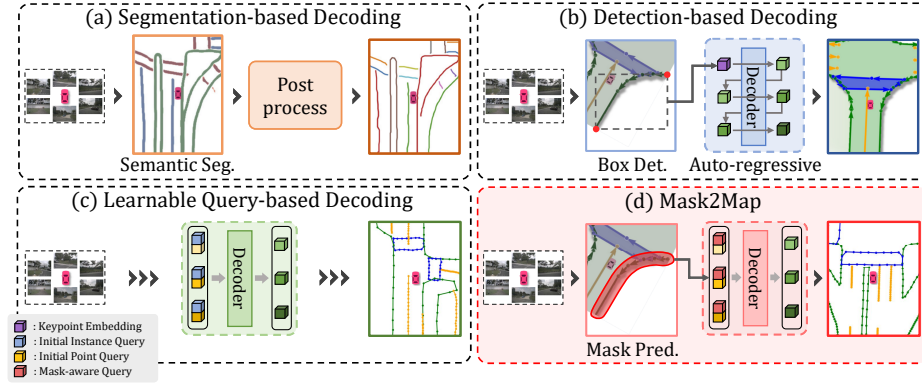 (a) Segmentation-based Decoding
Semantic Seg.
Post
process
(b) Detection-based Decoding
Box Det.
Decoder
Auto-regressive
(c) Learnable Query-based Decoding
Decoder
: Keypoint Embedding
: Initial Instance Query
: Initial Point Query
: Mask-aware Query
(d) Mask2Map
Mask Pred.
Decoder